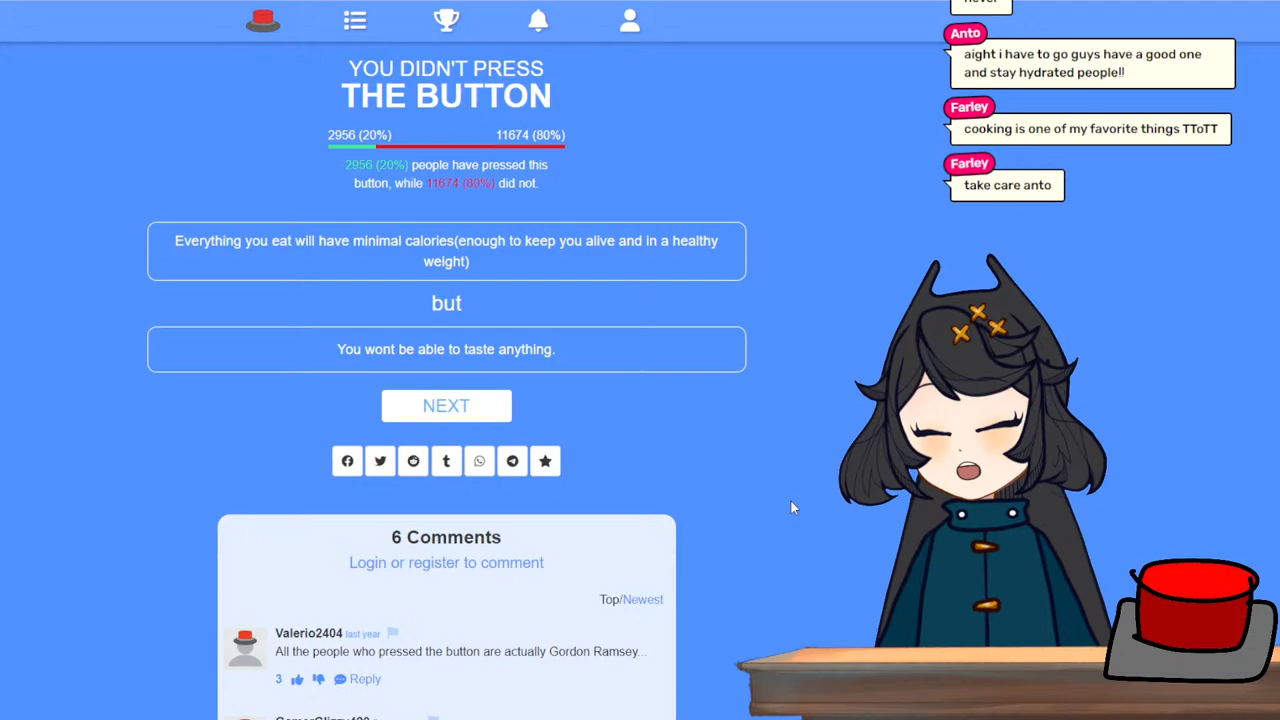 YOU DIDN'T PRESS
THE BUTTON
2956 (20%)
11674 (80%)
2956 (20%) people have pressed this
button, while 11674 (80%) did not.
Everything you eat will have minimal calories(enough to keep you alive and in a healthy
weight)
but
You wont be able to taste anything.
NEXT
6 Comments
Login or register to comment
Top/Newest
Valerio2404 last year
All the people who pressed the button are actually Gordon Ramsey...
3 Reply
Anto
aight i have to go guys have a good one
and stay hydrated people!!
Farley
cooking is one of my favorite things TToTT
Farley
take care anto